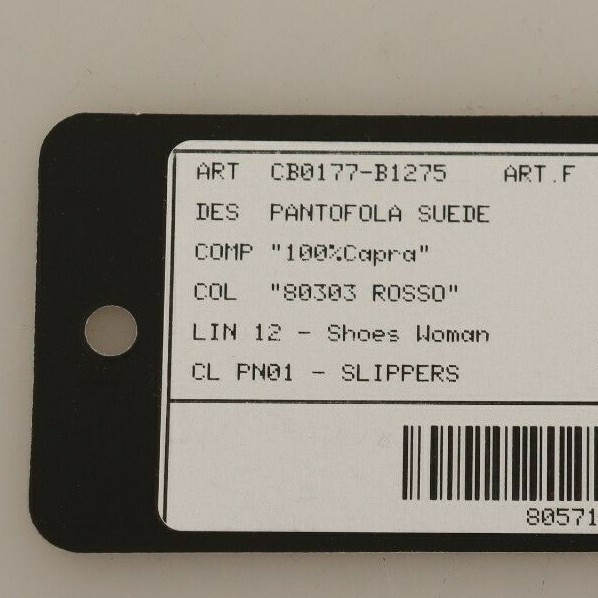 ART CB0177-B1275 ART.F
DES PANTOFOLA SUEDE
COMP "100%Capra"
COL "80303 ROSSO"
LIN 12 - Shoes Woman
CL PN01 - SLIPPERS
80571